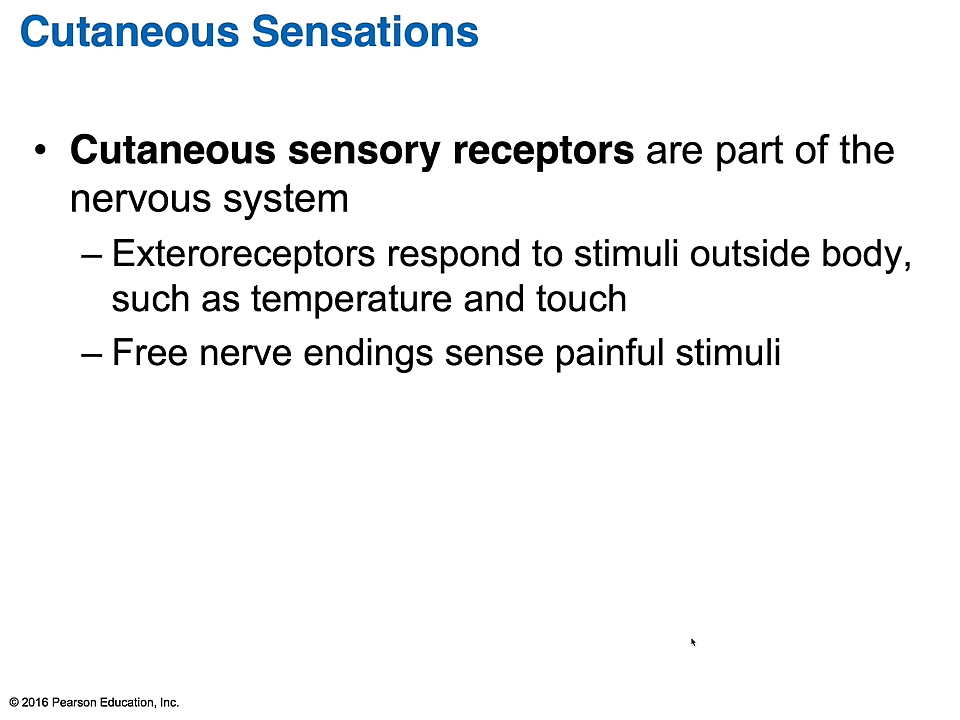 Cutaneous Sensations
• Cutaneous sensory receptors are part of the
nervous system
– Exteroreceptors respond to stimuli outside body,
such as temperature and touch
– Free nerve endings sense painful stimuli
© 2016 Pearson Education, Inc.